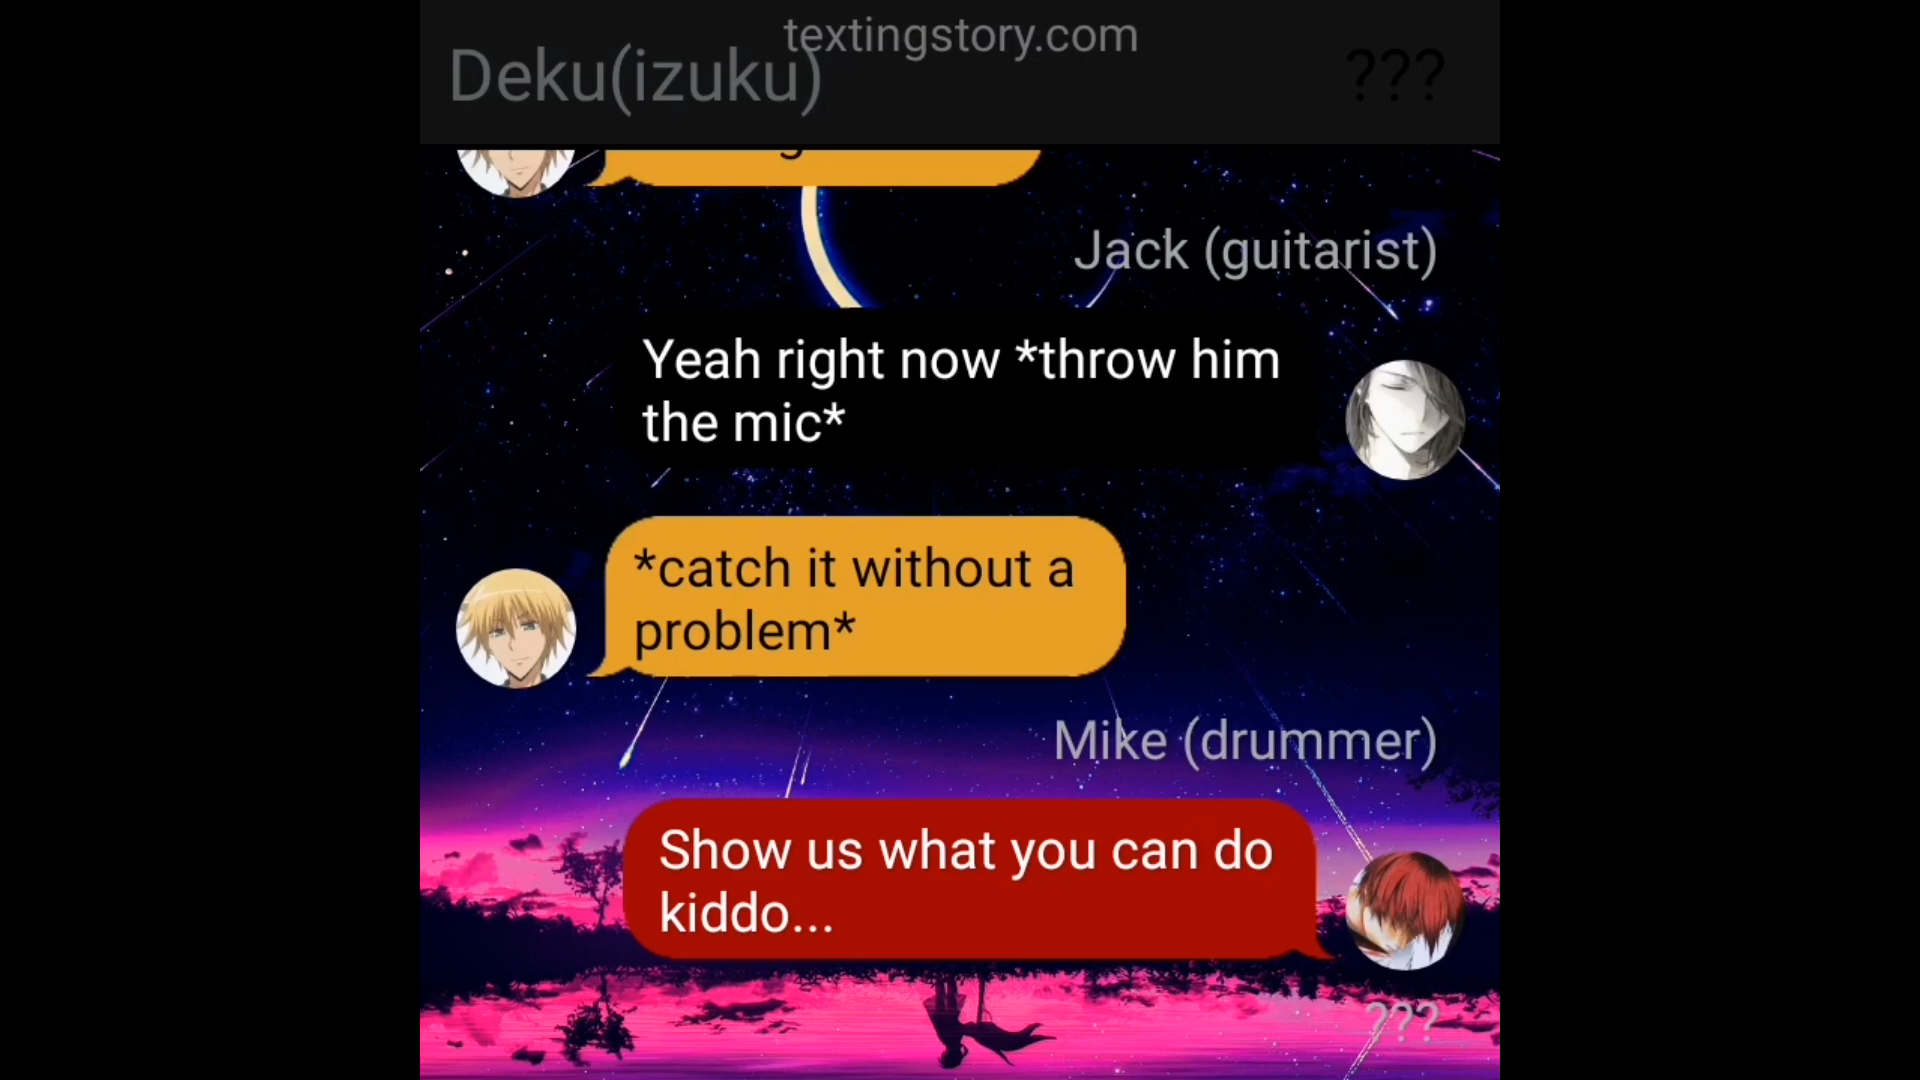 textingstory.com
Deku(izuku)
???
Jack (guitarist)
Yeah right now *throw him
the mic*
*catch it without a
problem*
Mike (drummer)
Show us what you can do
kiddo...
???